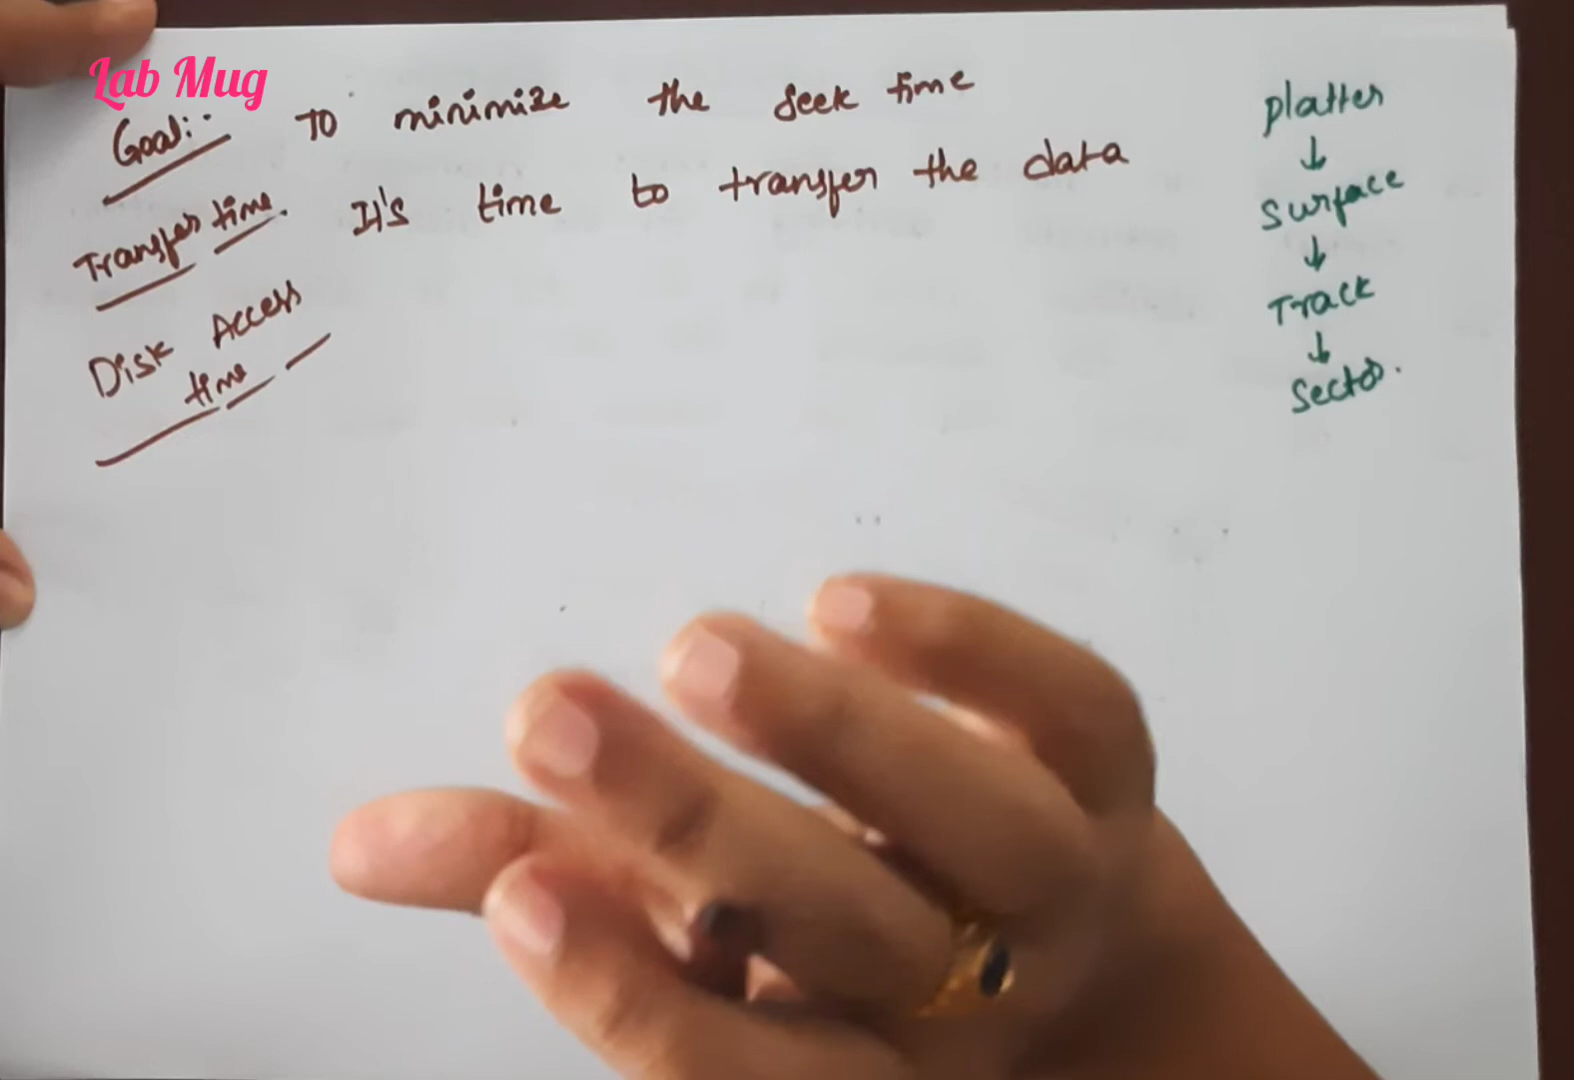 Lab Mug
Goal:- To minimize the seek time
Transfer time. It's time to transfer the data
Disk Access
time
platter
↓
Surface
↓
Track
↓
Sector.